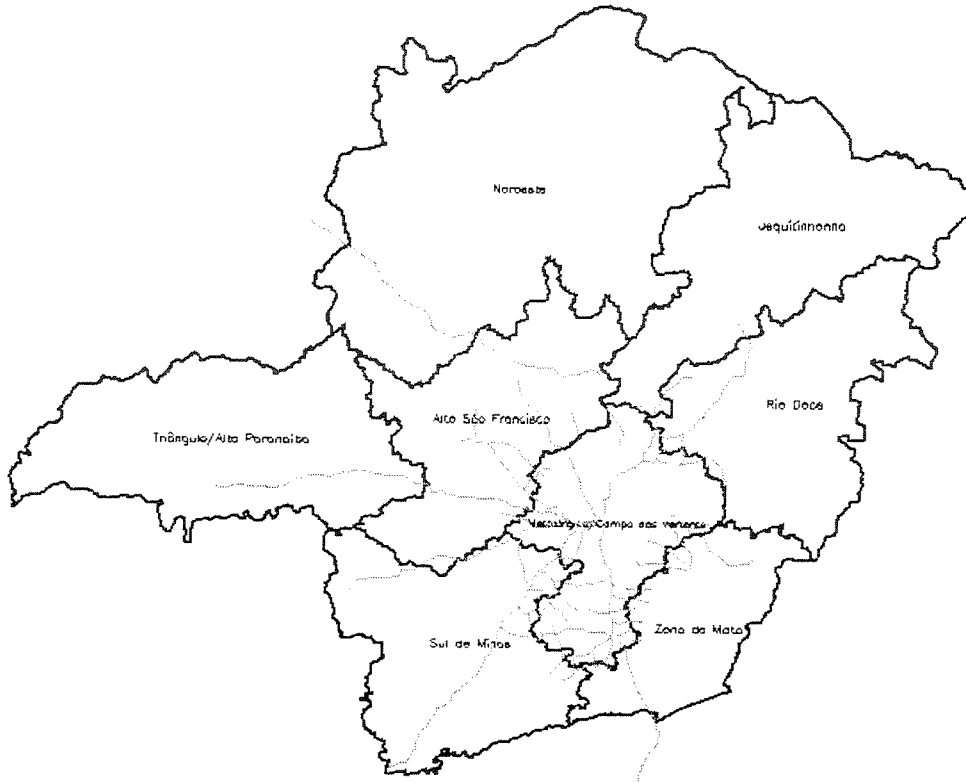 Noroeste
Jequitinhonha
Rio Doce
Alto São Francisco
Triângulo/Alto Paranaíba
Metalúrgica/Campo das Vertentes
Zona da Mata
Sul de Minas